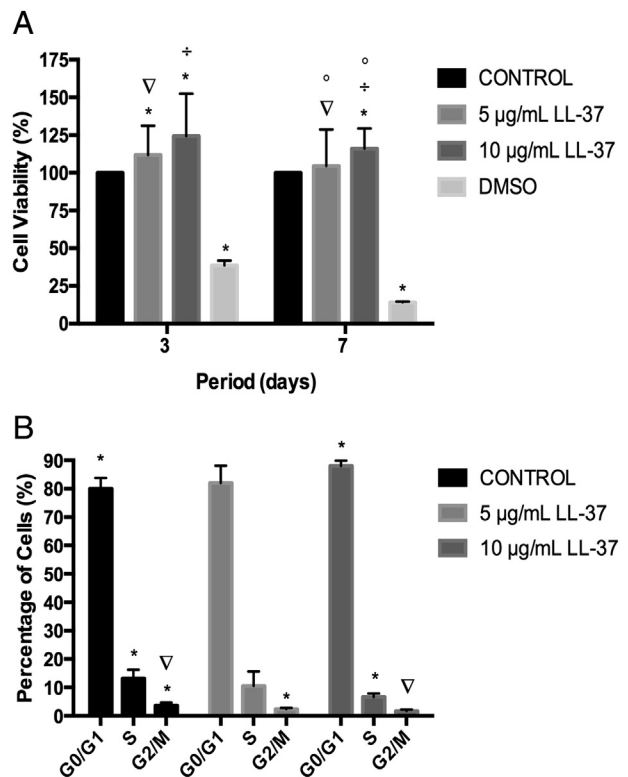 A
Cell Viability (%)
175
150
125
100
75
50
25
0
∇
*
÷
*
*
°
∇
°
÷
*
*
3
7
Period (days)
CONTROL
5 µg/mL LL-37
10 µg/mL LL-37
DMSO
B
Percentage of Cells (%)
90
80
70
60
50
40
30
20
10
0
*
*
∇
*
*
*
*
∇
G0/G1
S
G2/M
G0/G1
S
G2/M
G0/G1
S
G2/M
CONTROL
5 µg/mL LL-37
10 µg/mL LL-37